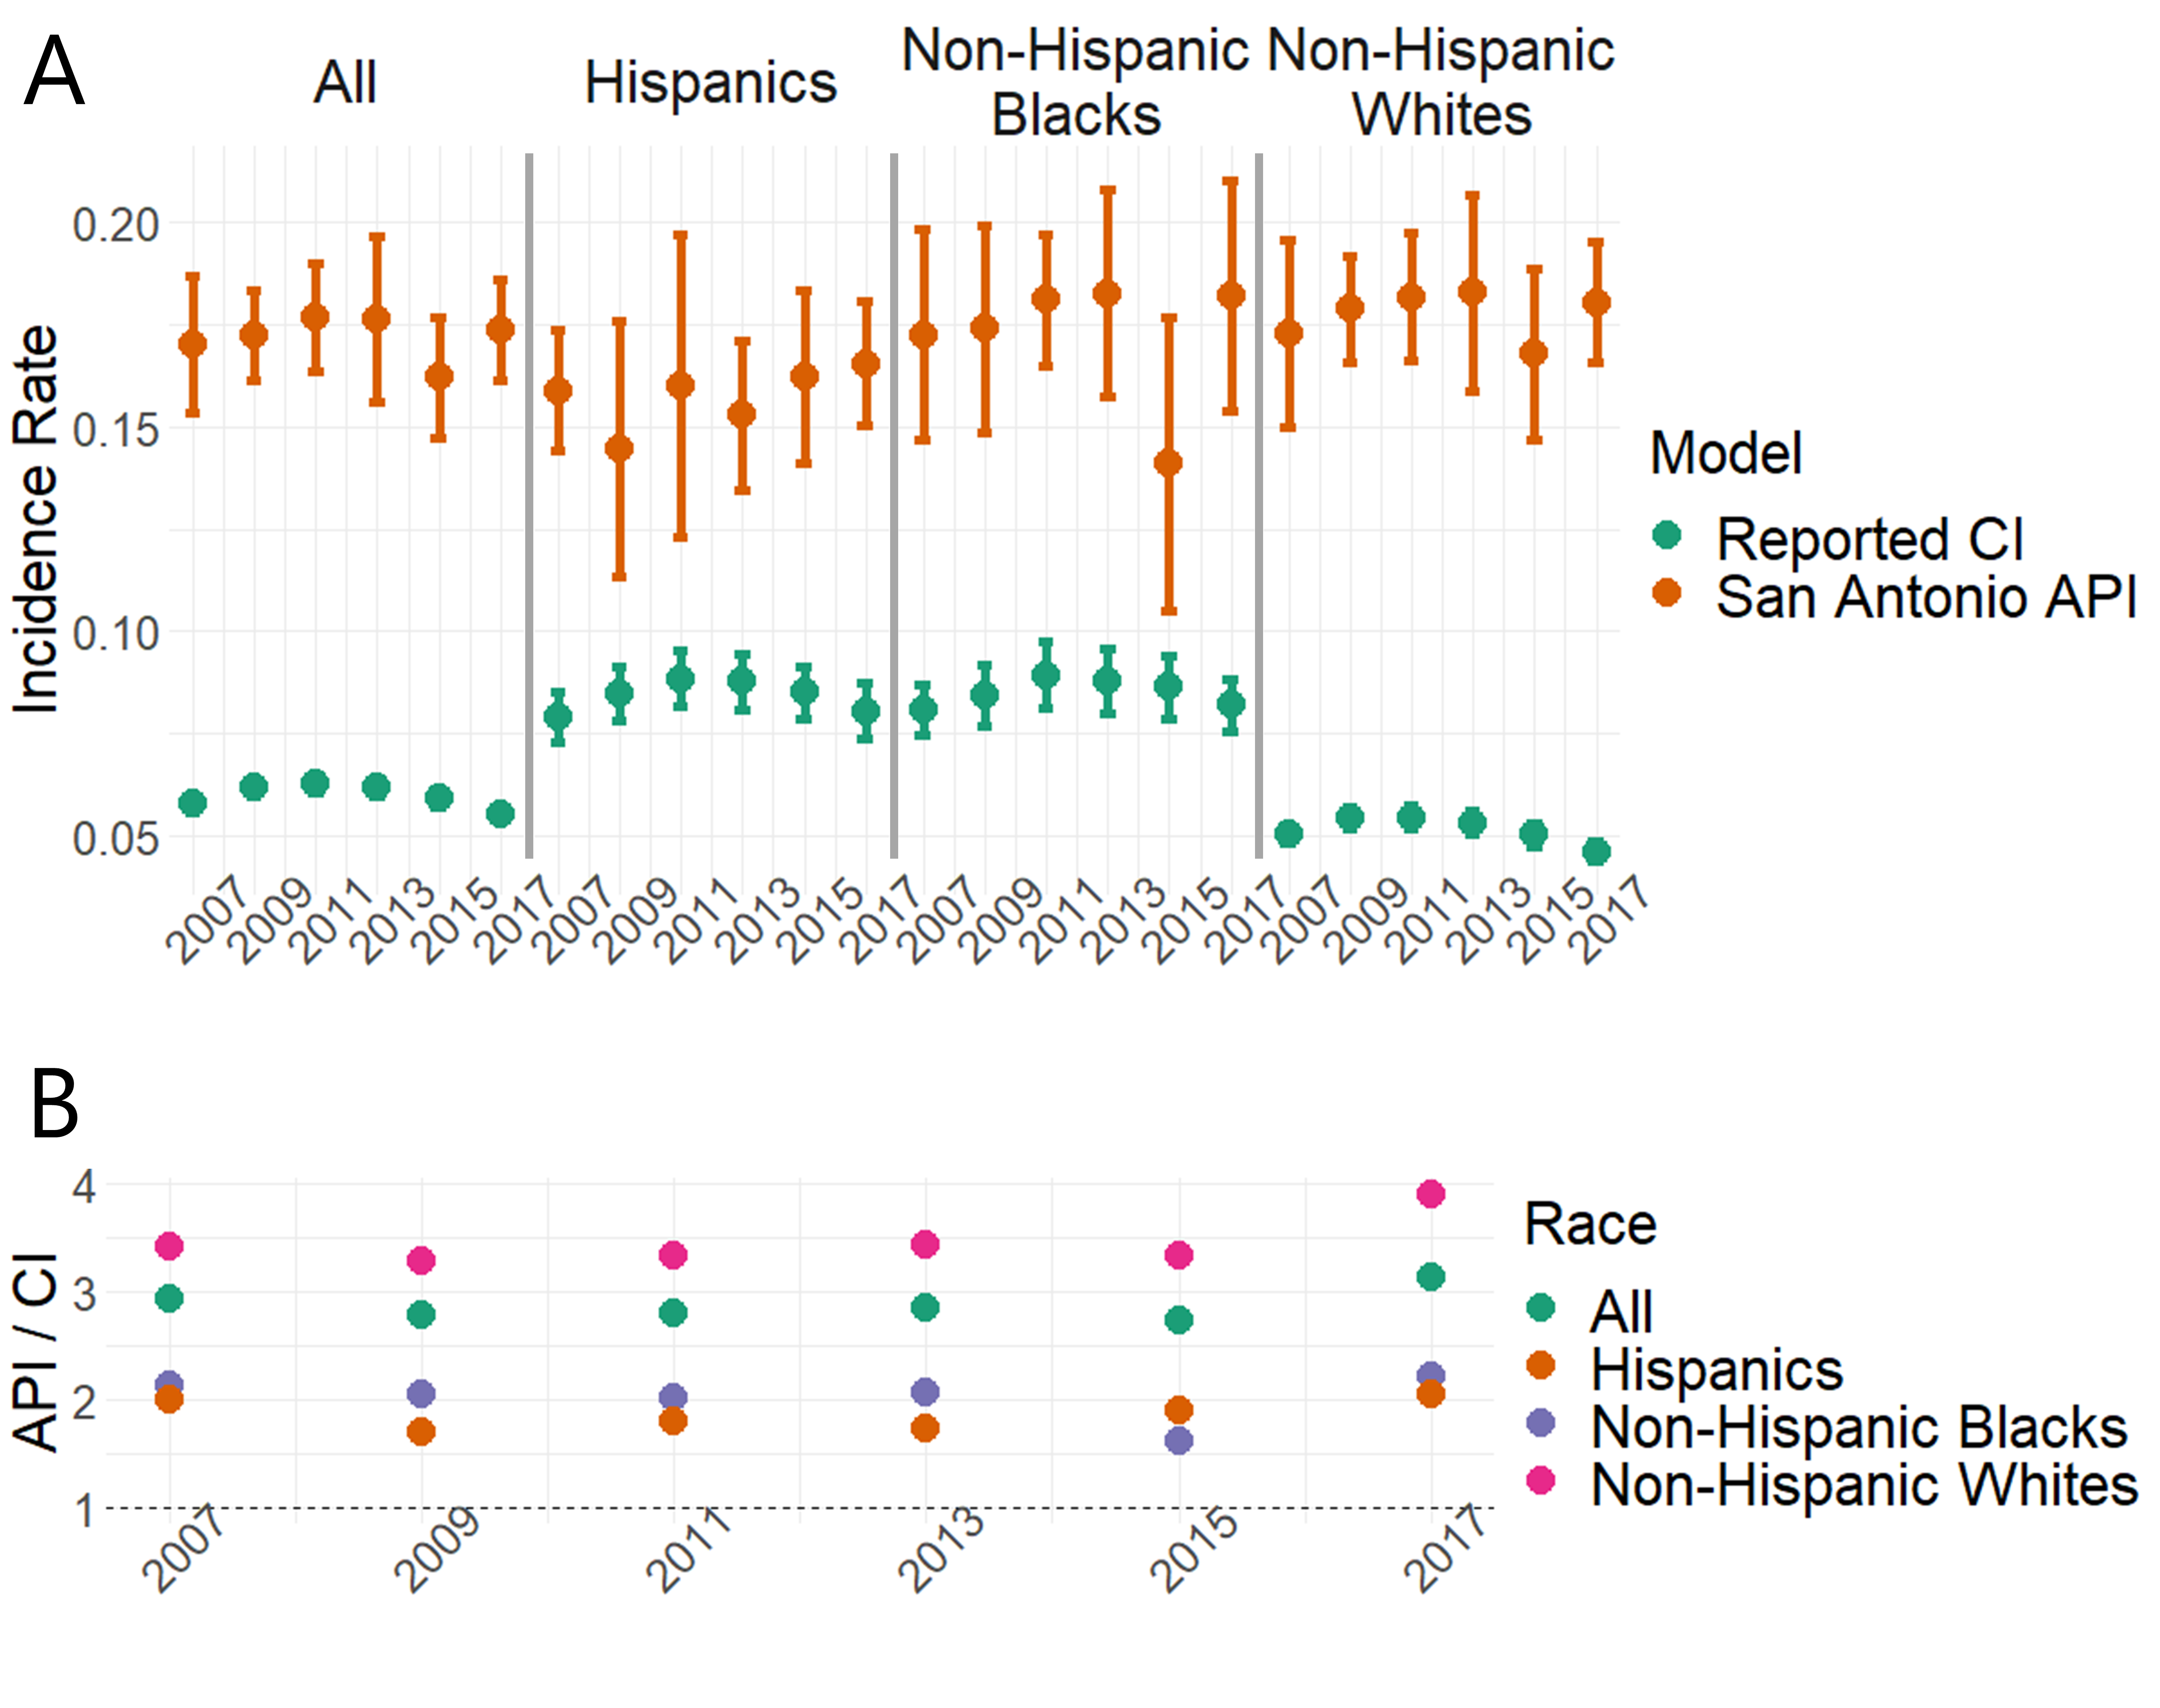 A
All
Hispanics
Non-Hispanic
Blacks
Non-Hispanic
Whites
Incidence Rate
0.20
0.15
0.10
0.05
2007
2009
2011
2013
2015
2017
2007
2009
2011
2013
2015
2017
2007
2009
2011
2013
2015
2017
2007
2009
2011
2013
2015
2017
Model
Reported CI
San Antonio API
B
API / CI
4
3
2
1
2007
2009
2011
2013
2015
2017
Race
All
Hispanics
Non-Hispanic Blacks
Non-Hispanic Whites